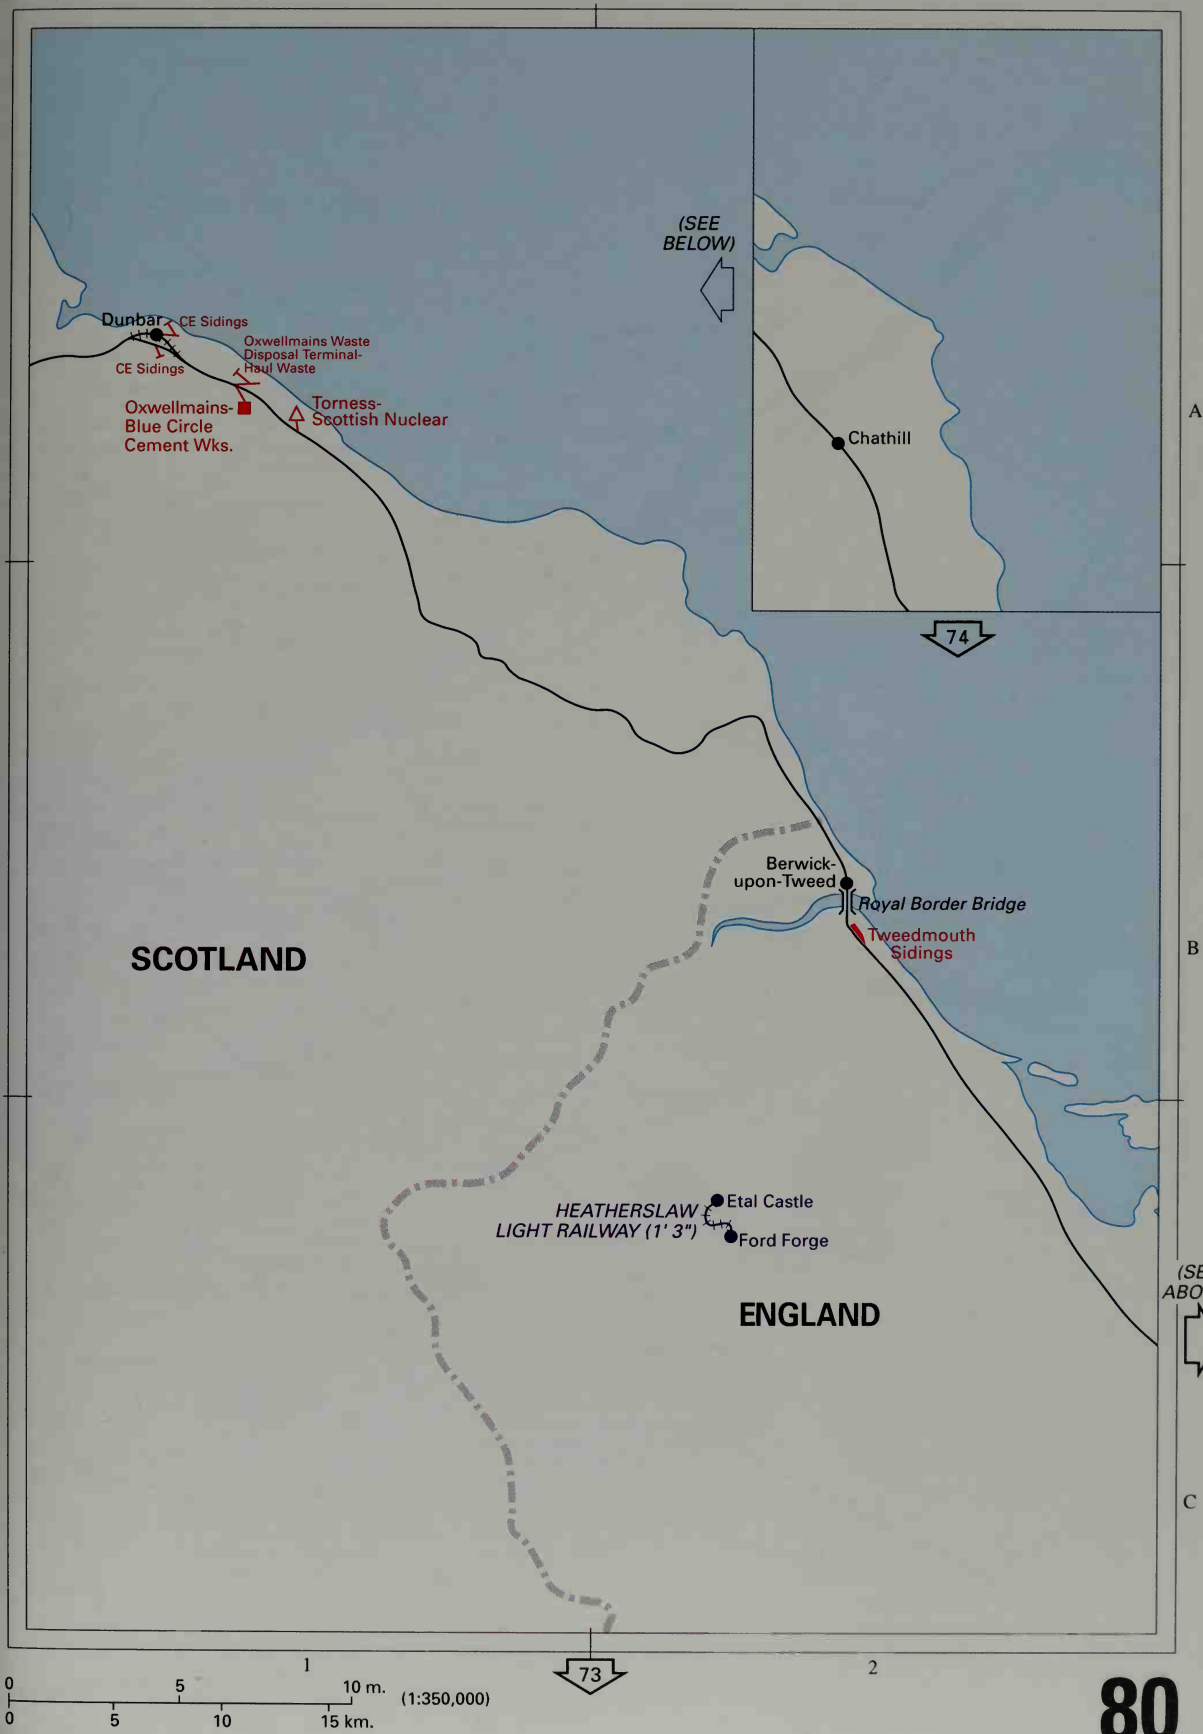 (SEE
BELOW)
Dunbar
CE Sidings
Oxwellmains Waste
Disposal Terminal-
Haul Waste
CE Sidings
Oxwellmains-
Blue Circle
Cement Wks.
Torness-
Scottish Nuclear
A
Chathill
74
Berwick-
upon-Tweed
Royal Border Bridge
Tweedmouth
Sidings
SCOTLAND
B
Etal Castle
HEATHERSLAW
LIGHT RAILWAY (1' 3")
Ford Forge
(SE
ABO
ENGLAND
C
1
73
2
0 5 10 m.
(1:350,000)
0 5 10 15 km.
80